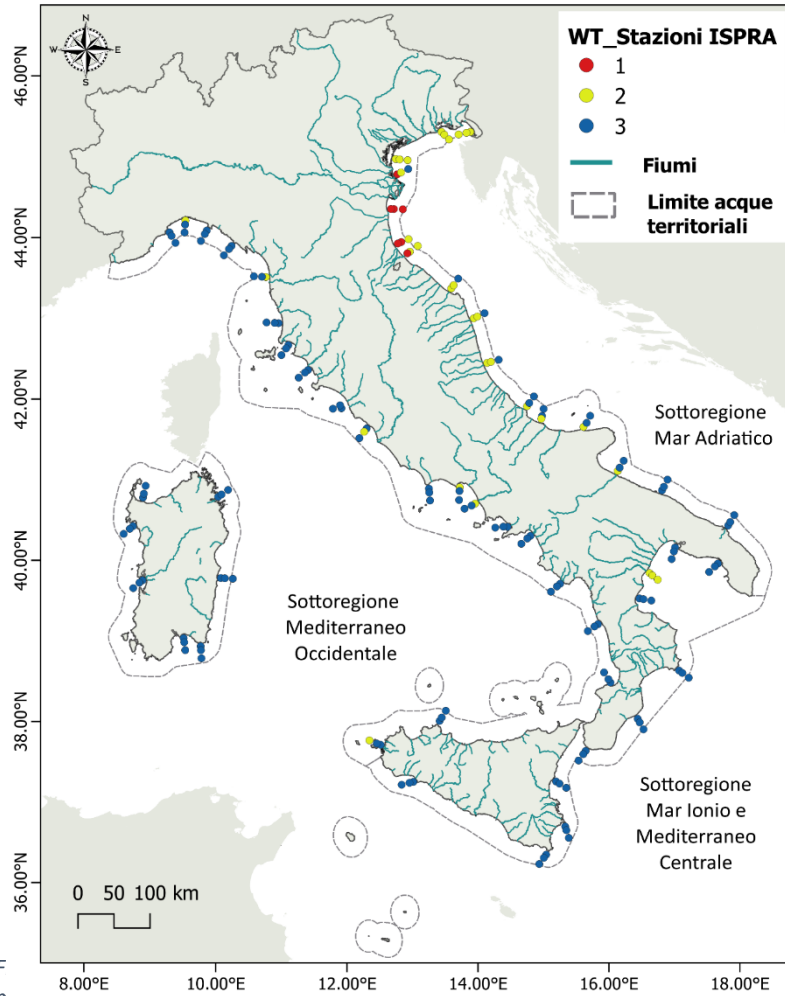 N
W
E
S
WT_Stazioni ISPRA
1
2
3
Fiumi
Limite acque
territoriali
46.00°N
44.00°N
42.00°N
40.00°N
38.00°N
36.00°N
Sottoregione
Mar Adriatico
Sottoregione
Mediterraneo
Occidentale
Sottoregione
Mar Ionio e
Mediterraneo
Centrale
0 50 100 km
8.00°E 10.00°E 12.00°E 14.00°E 16.00°E 18.00°E